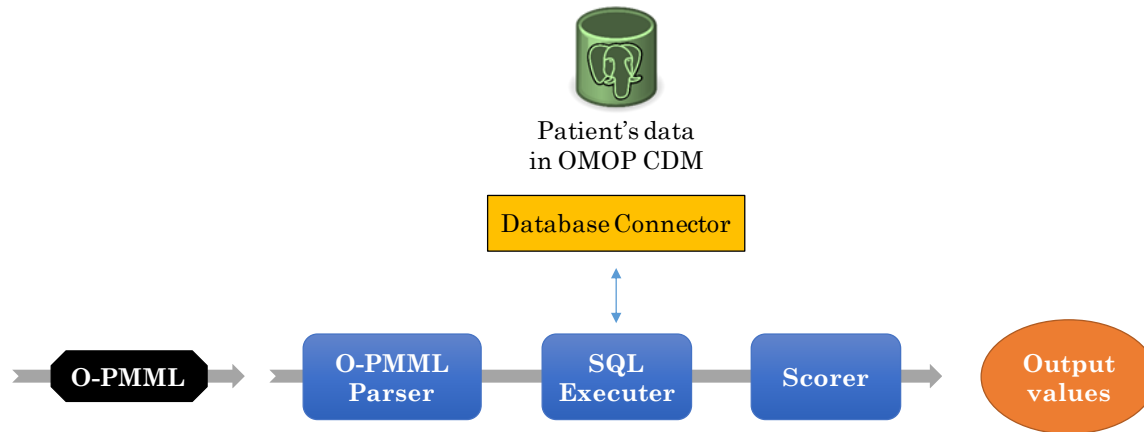 Patient's data
in OMOP CDM
Database Connector
O-PMML
O-PMML
Parser
SQL
Executer
Scorer
Output
values